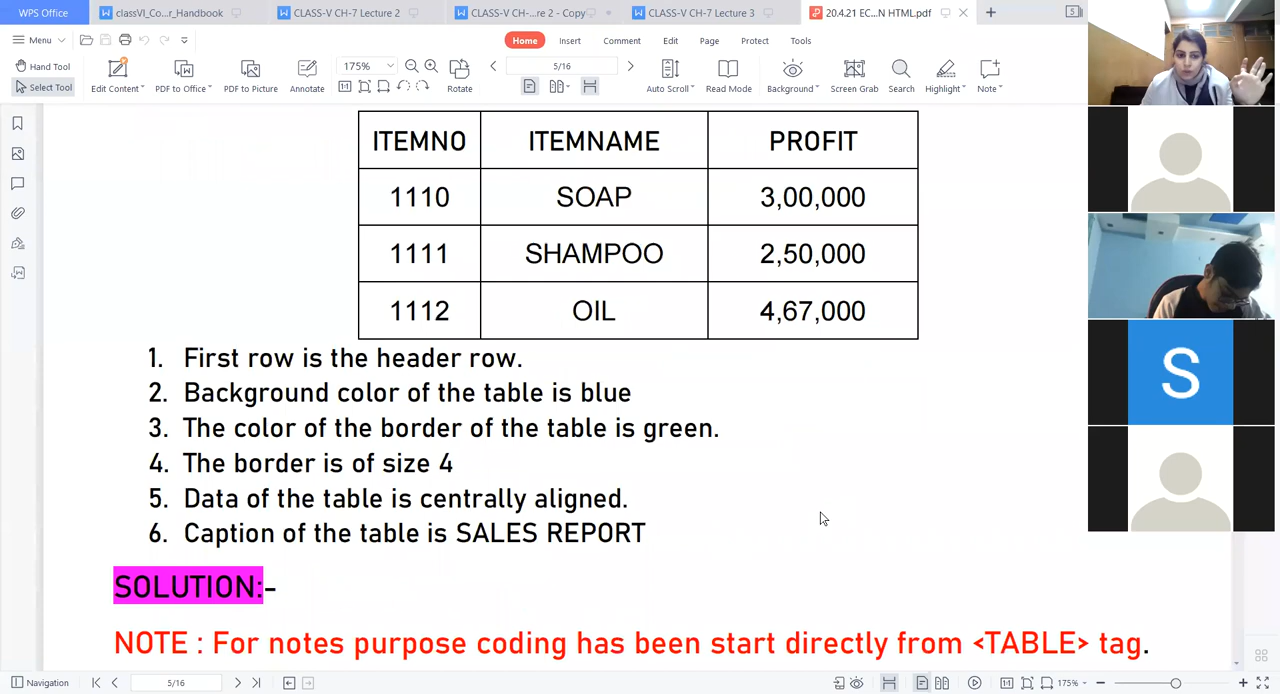 WPS Office classVI_Co...r_Handbook CLASS-V CH-7 Lecture 2 CLASS-V CH-...re 2 - Copy CLASS-V CH-7 Lecture 3 20.4.21 EC...N HTML.pdf 5
Menu Home Insert Comment Edit Page Protect Tools
Hand Tool 175% 5/16
Select Tool Edit Content PDF to Office PDF to Picture Annotate Rotate Auto Scroll Read Mode Background Screen Grab Search Highlight Note
ITEMNO ITEMNAME PROFIT
1110 SOAP 3,00,000
1111 SHAMPOO 2,50,000
1112 OIL 4,67,000
1. First row is the header row.
2. Background color of the table is blue
3. The color of the border of the table is green.
4. The border is of size 4
5. Data of the table is centrally aligned.
6. Caption of the table is SALES REPORT
SOLUTION:-
NOTE : For notes purpose coding has been start directly from <TABLE> tag.
S
Navigation 5/16 175%